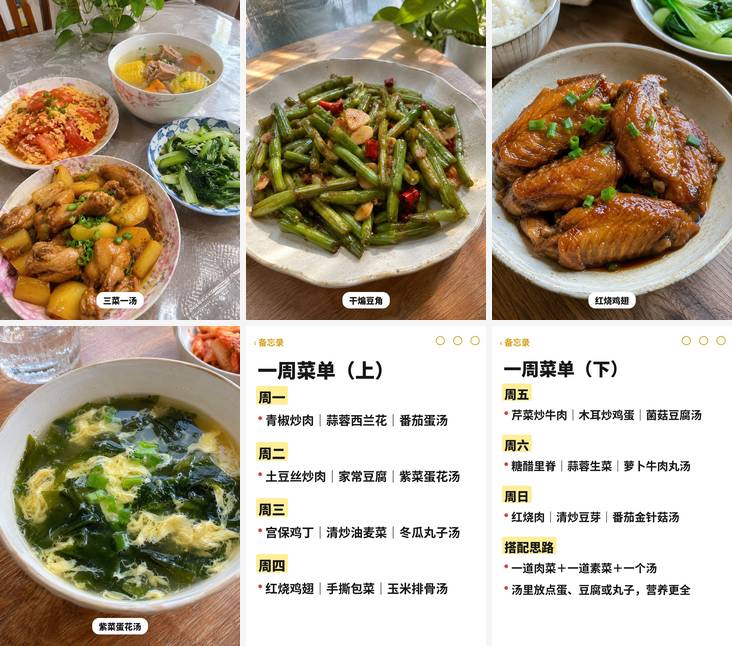 三菜一汤
干煸豆角
红烧鸡翅
紫菜蛋花汤
‹ 备忘录
一周菜单（上）
周一
• 青椒炒肉｜蒜蓉西兰花｜番茄蛋汤
周二
• 土豆丝炒肉｜家常豆腐｜紫菜蛋花汤
周三
• 宫保鸡丁｜清炒油麦菜｜冬瓜丸子汤
周四
• 红烧鸡翅｜手撕包菜｜玉米排骨汤
‹ 备忘录
一周菜单（下）
周五
• 芹菜炒牛肉｜木耳炒鸡蛋｜菌菇豆腐汤
周六
• 糖醋里脊｜蒜蓉生菜｜萝卜牛肉丸汤
周日
• 红烧肉｜清炒豆芽｜番茄金针菇汤
搭配思路
• 一道肉菜＋一道素菜＋一个汤
• 汤里放点蛋、豆腐或丸子，营养更全